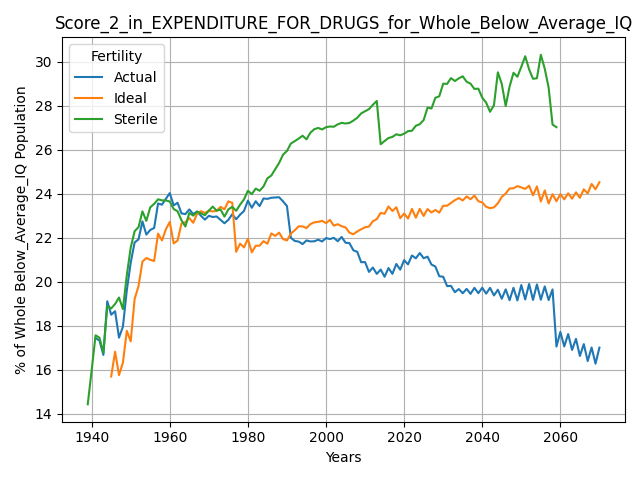 Score_2_in_EXPENDITURE_FOR_DRUGS_for_Whole_Below_Average_IQ
Fertility
Actual
Ideal
Sterile
% of Whole Below_Average_IQ Population
30
28
26
24
22
20
18
16
14
1940
1960
1980
2000
2020
2040
2060
Years